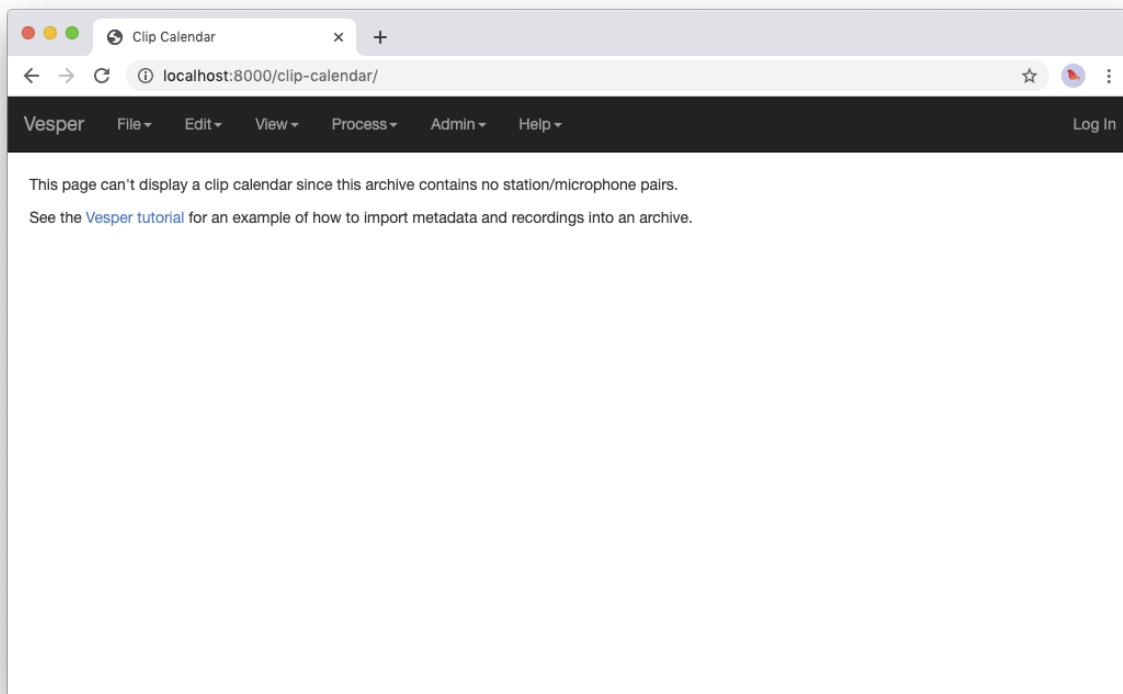 Clip Calendar
localhost:8000/clip-calendar/
Vesper File Edit View Process Admin Help Log In
This page can't display a clip calendar since this archive contains no station/microphone pairs.
See the Vesper tutorial for an example of how to import metadata and recordings into an archive.